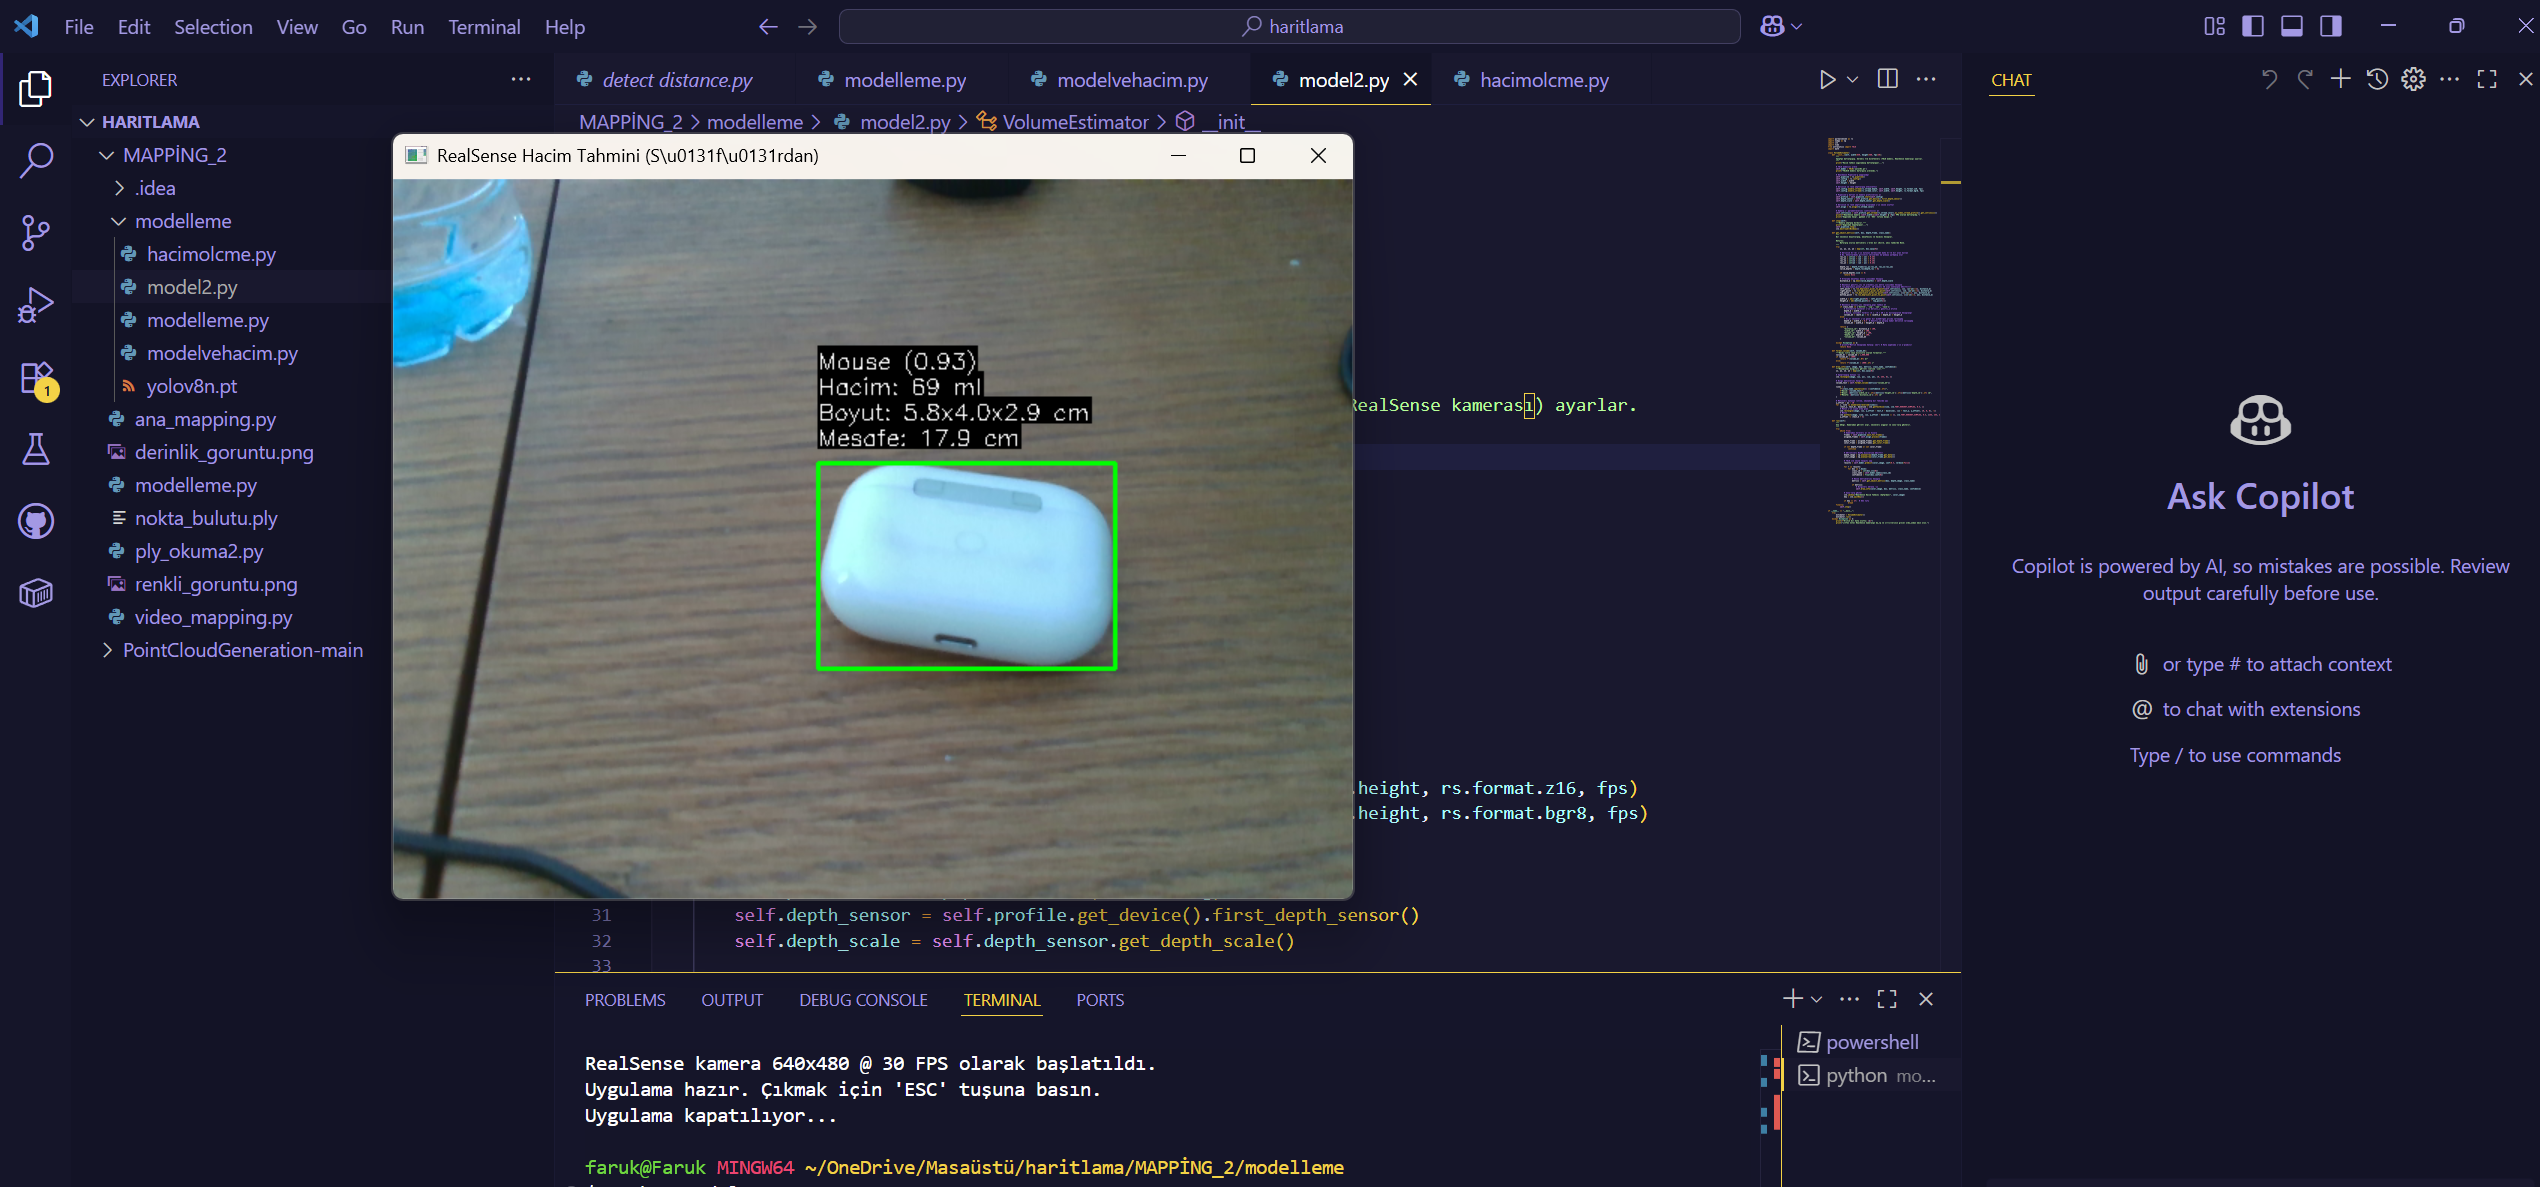 File Edit Selection View Go Run Terminal Help
haritlama
EXPLORER
HARITLAMA
MAPPİNG_2
.idea
modelleme
hacimolcme.py
model2.py
modelleme.py
modelvehacim.py
yolov8n.pt
ana_mapping.py
derinlik_goruntu.png
modelleme.py
nokta_bulutu.ply
ply_okuma2.py
renkli_goruntu.png
video_mapping.py
PointCloudGeneration-main
1
detect distance.py modelleme.py modelvehacim.py model2.py hacimolcme.py
MAPPİNG_2 > modelleme > model2.py > VolumeEstimator > __init__
RealSense Hacim Tahmini (S\u0131f\u0131rdan)
Mouse (0.93)
Hacim: 69 ml
Boyut: 5.8x4.0x2.9 cm
Mesafe: 17.9 cm
RealSense kamerası) ayarlar.
.height, rs.format.z16, fps)
.height, rs.format.bgr8, fps)
31 self.depth_sensor = self.profile.get_device().first_depth_sensor()
32 self.depth_scale = self.depth_sensor.get_depth_scale()
33
PROBLEMS OUTPUT DEBUG CONSOLE TERMINAL PORTS
RealSense kamera 640x480 @ 30 FPS olarak başlatıldı.
Uygulama hazır. Çıkmak için 'ESC' tuşuna basın.
Uygulama kapatılıyor...
faruk@Faruk MINGW64 ~/OneDrive/Masaüstü/haritlama/MAPPİNG_2/modelleme
powershell
python mo...
CHAT
Ask Copilot
Copilot is powered by AI, so mistakes are possible. Review
output carefully before use.
or type # to attach context
@ to chat with extensions
Type / to use commands